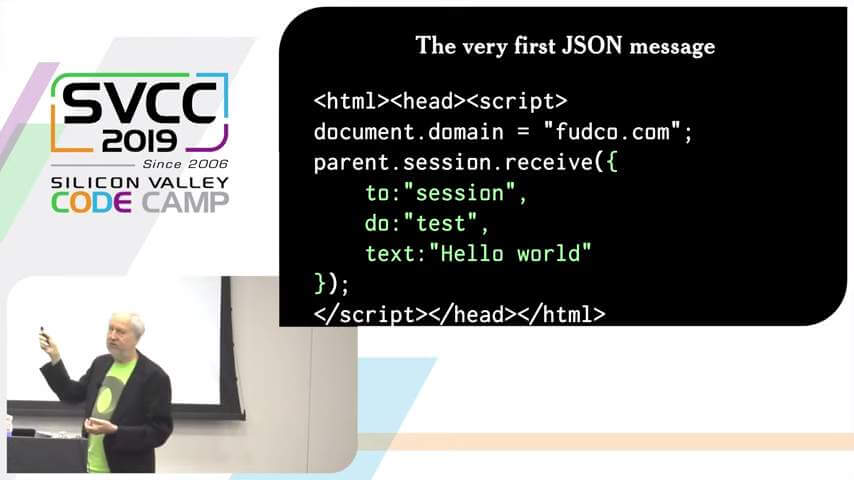 SVCC
2019
Since 2006
SILICON VALLEY
CODE CAMP
The very first JSON message
<html><head><script>
document.domain = "fudco.com";
parent.session.receive({
    to:"session",
    do:"test",
    text:"Hello world"
});
</script></head></html>